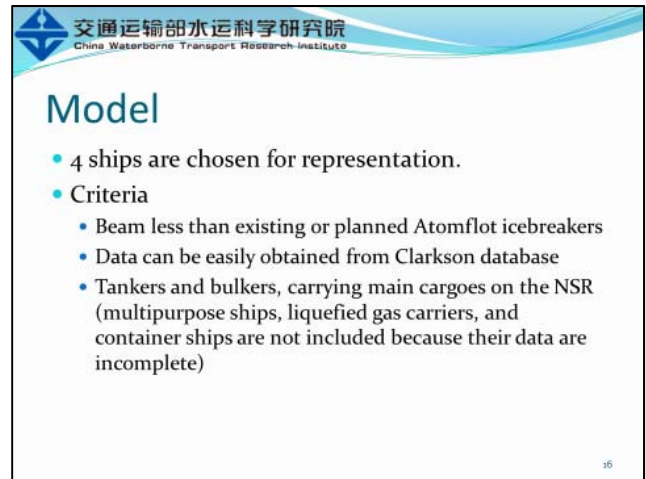 交通运输部水运科学研究院
China Waterborne Transport Research Institute
Model
• 4 ships are chosen for representation.
• Criteria
• Beam less than existing or planned Atomflot icebreakers
• Data can be easily obtained from Clarkson database
• Tankers and bulkers, carrying main cargoes on the NSR
(multipurpose ships, liquefied gas carriers, and
container ships are not included because their data are
incomplete)
16